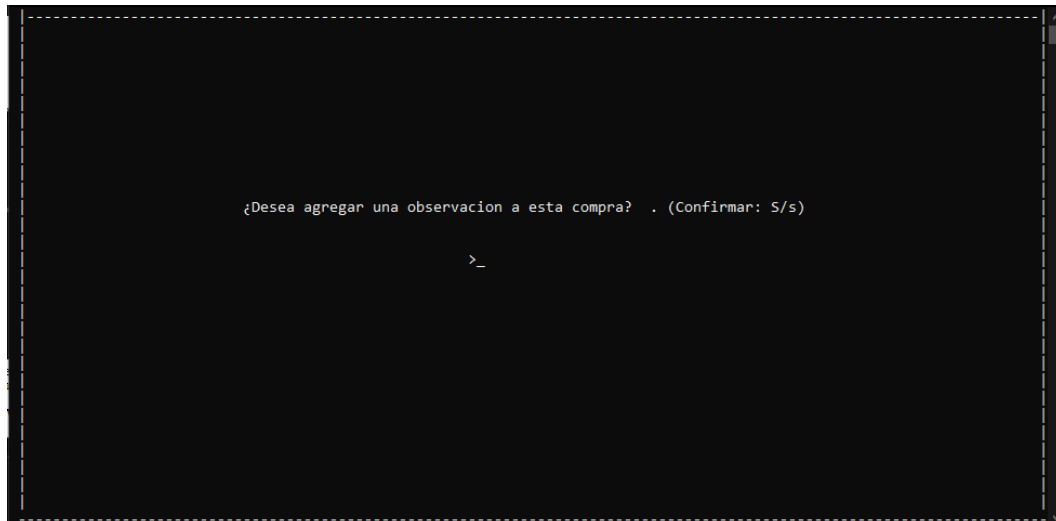 ¿Desea agregar una observacion a esta compra?  . (Confirmar: S/s)
>_